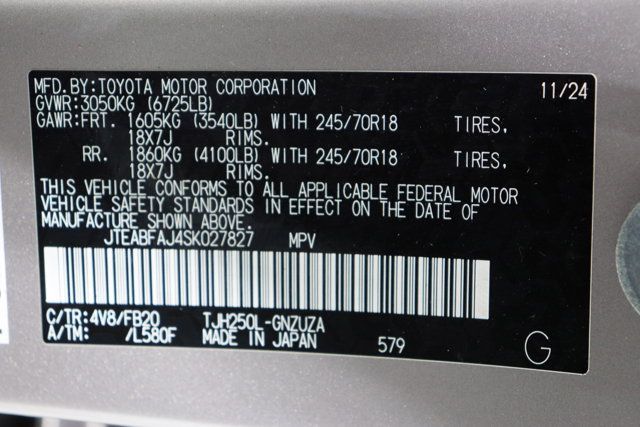 MFD.BY:TOYOTA MOTOR CORPORATION 11/24
GVWR:3050KG (6725LB)
GAWR:FRT. 1605KG (3540LB) WITH 245/70R18 TIRES,
18X7J RIMS.
RR. 1860KG (4100LB) WITH 245/70R18 TIRES,
18X7J RIMS.
THIS VEHICLE CONFORMS TO ALL APPLICABLE FEDERAL MOTOR
VEHICLE SAFETY STANDARDS IN EFFECT ON THE DATE OF
MANUFACTURE SHOWN ABOVE.
JTEABFAJ4SK027827 MPV
C/TR:4V8/FB20 TJH250L-GNZUZA
A/TM: /L580F MADE IN JAPAN 579 G